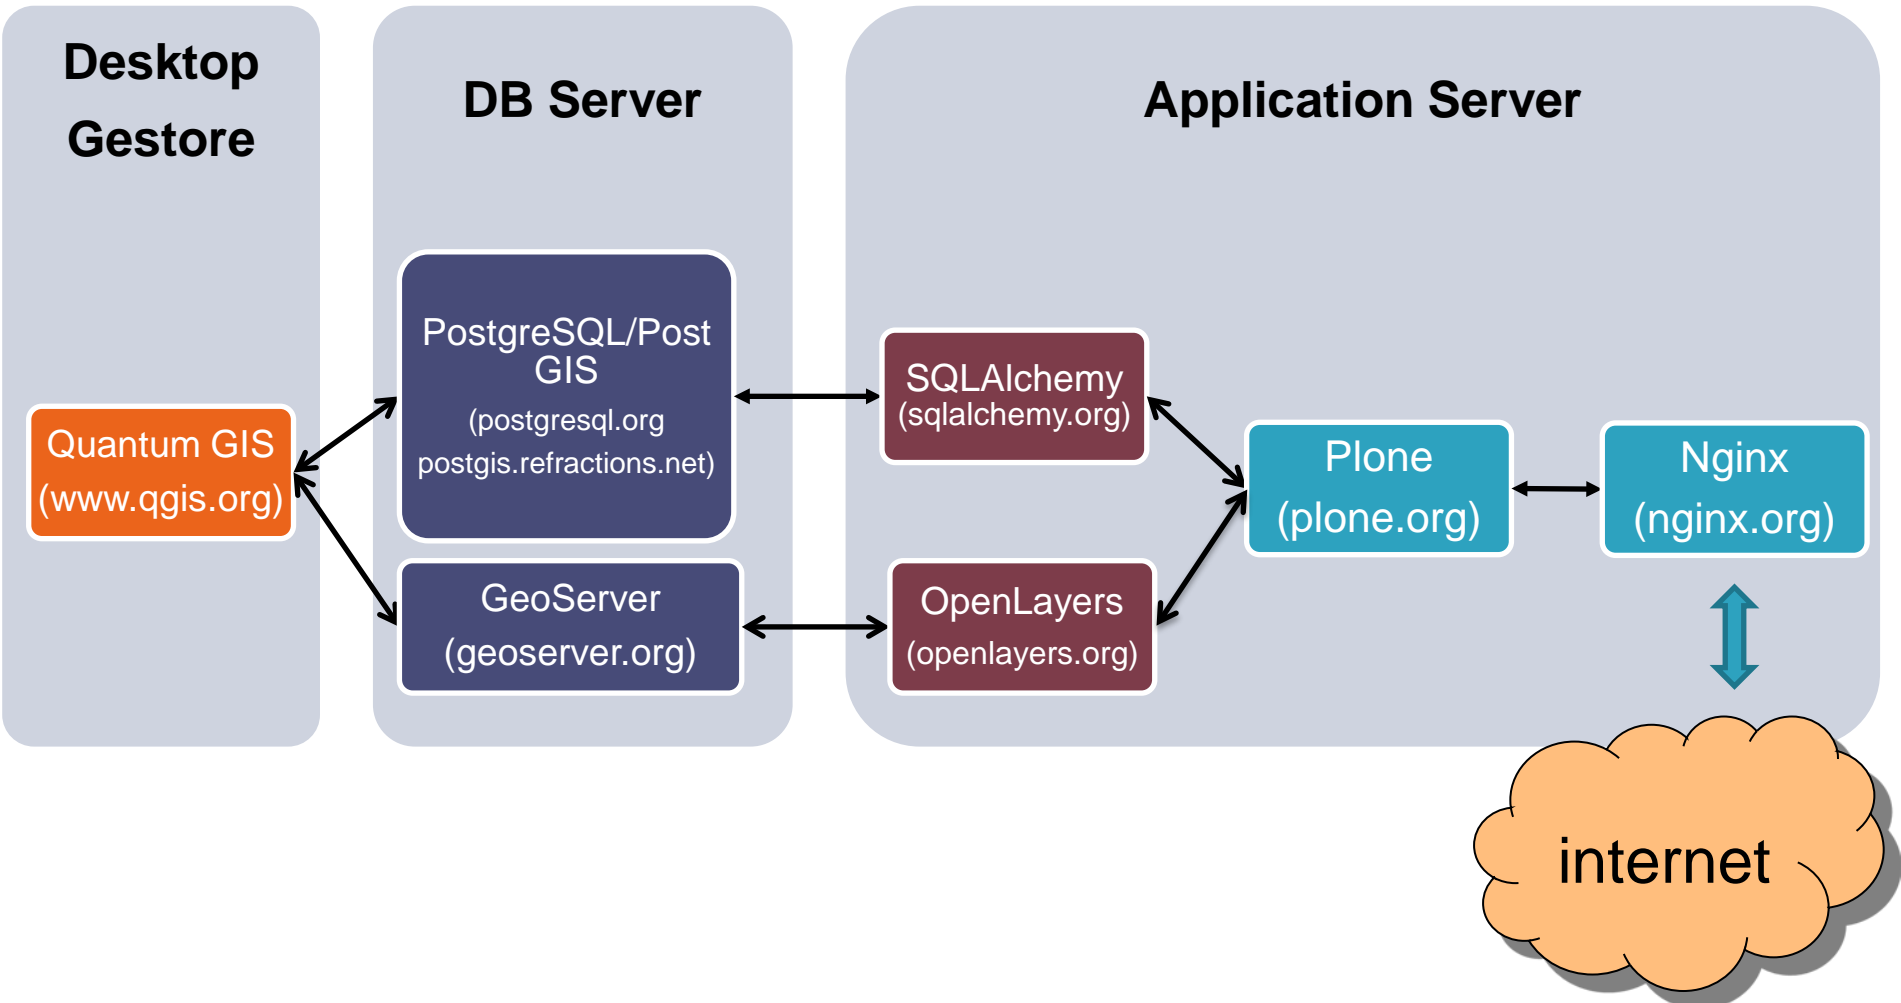 Desktop
Gestore
DB Server
Application Server
PostgreSQL/Post
GIS
(postgresql.org
postgis.refractions.net)
SQLAlchemy
(sqlalchemy.org)
Quantum GIS
(www.qgis.org)
Plone
(plone.org)
Nginx
(nginx.org)
GeoServer
(geoserver.org)
OpenLayers
(openlayers.org)
internet